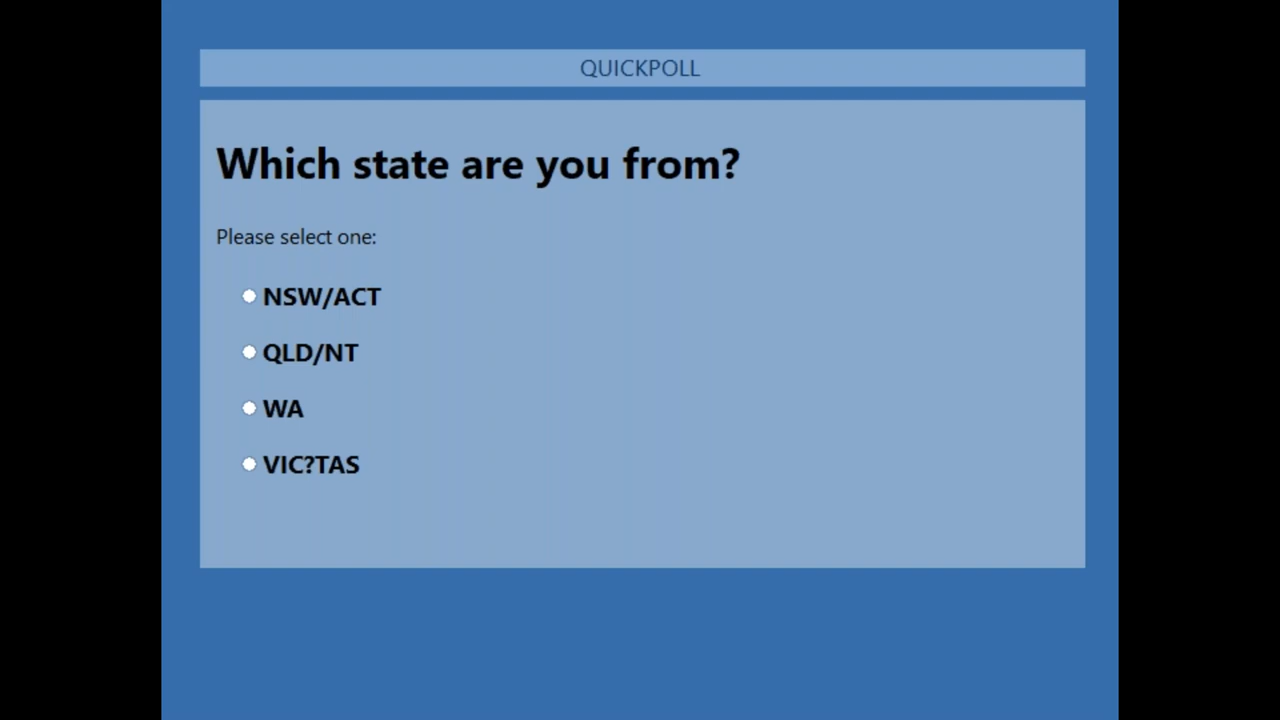 QUICKPOLL
Which state are you from?
Please select one:
NSW/ACT
QLD/NT
WA
VIC?TAS